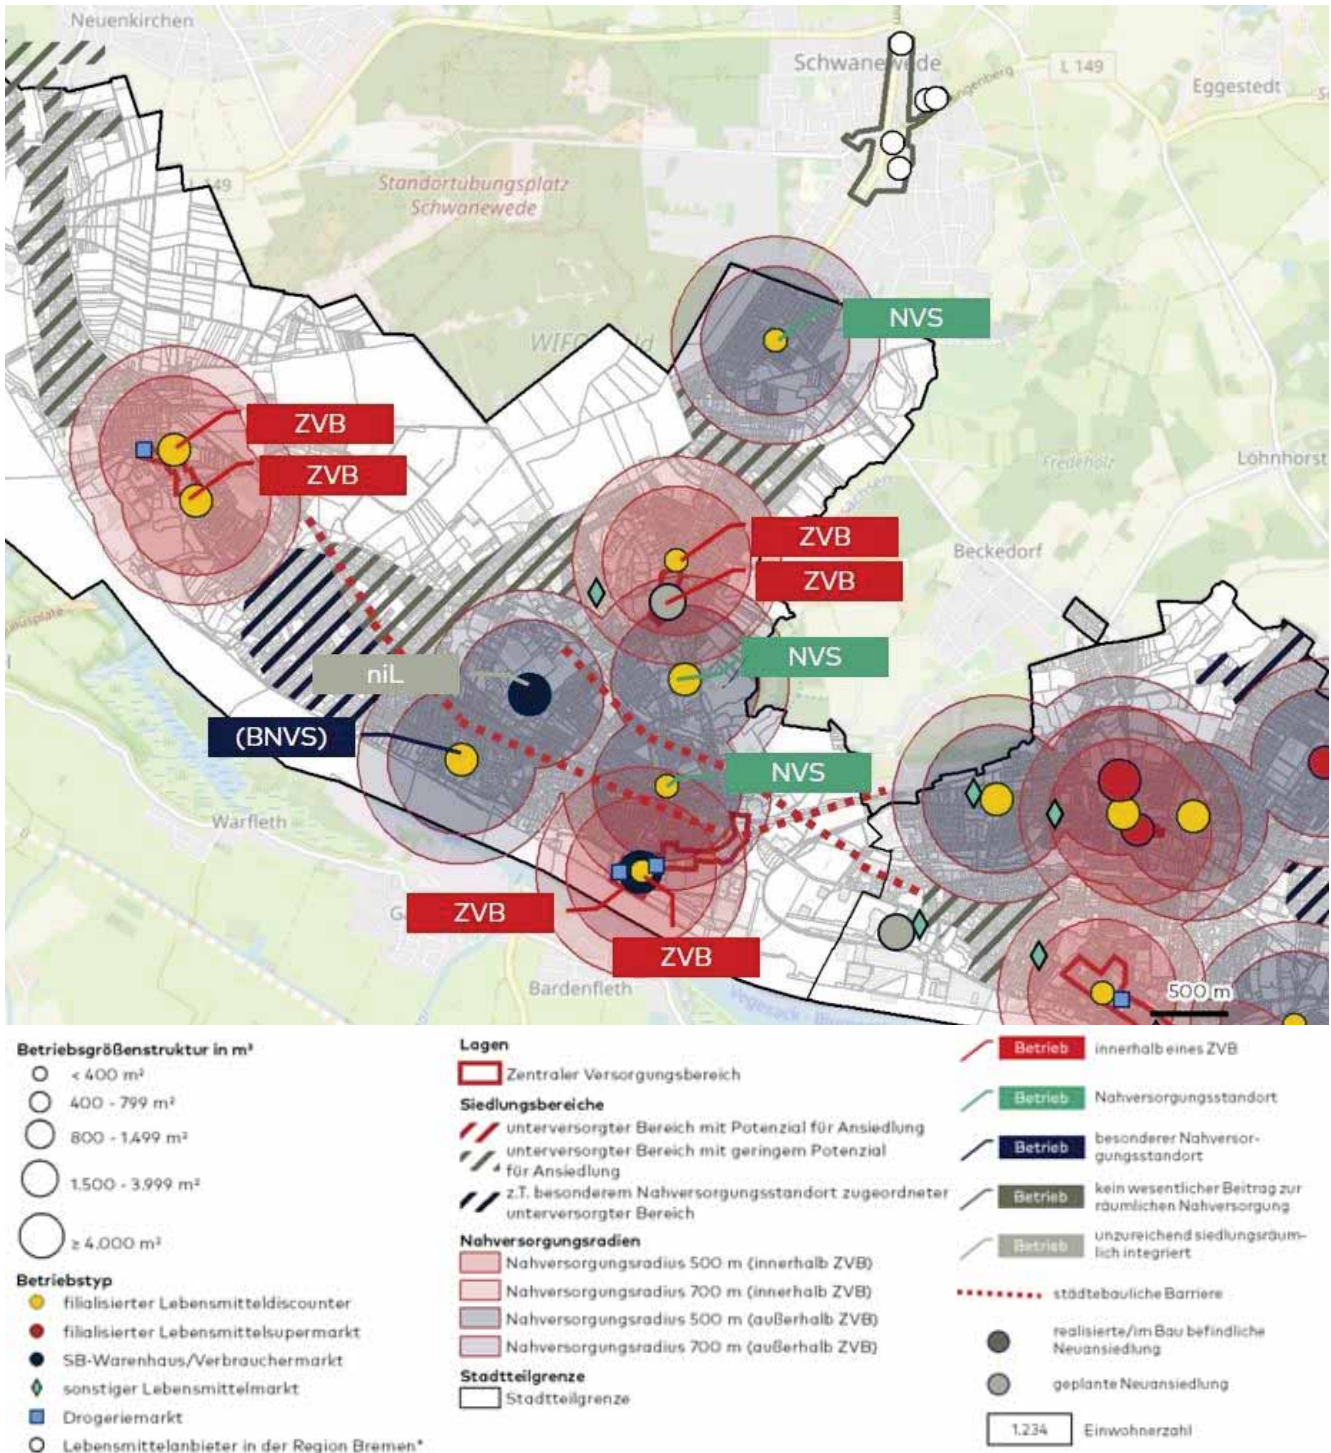 Neuenkirchen
Schwanewede
L 149
Eggestedt
149
Standortübungsplatz
Schwanewede
NVS
ZVB
ZVB
Fredeholz
Löhnhorst
ZVB
Beckedorf
ZVB
niL
NVS
(BNVS)
NVS
Warfleth
ZVB
ZVB
Bardenfleth
500 m
Betriebsgrößenstruktur in m²
< 400 m²
400 - 799 m²
800 - 1.499 m²
1.500 - 3.999 m²
≥ 4.000 m²
Betriebstyp
filialisierter Lebensmitteldiscounter
filialisierter Lebensmittelsupermarkt
SB-Warenhaus/Verbrauchermarkt
sonstiger Lebensmittelmarkt
Drogeriemarkt
Lebensmittelanbieter in der Region Bremen*
Lagen
Zentraler Versorgungsbereich
Siedlungsbereiche
unterversorgter Bereich mit Potenzial für Ansiedlung
unterversorgter Bereich mit geringem Potenzial
für Ansiedlung
z.T. besonderem Nahversorgungsstandort zugeordneter
unterversorgter Bereich
Nahversorgungsradien
Nahversorgungsradius 500 m (innerhalb ZVB)
Nahversorgungsradius 700 m (innerhalb ZVB)
Nahversorgungsradius 500 m (außerhalb ZVB)
Nahversorgungsradius 700 m (außerhalb ZVB)
Stadtteilgrenze
Stadtteilgrenze
Betrieb innerhalb eines ZVB
Betrieb Nahversorgungsstandort
Betrieb besonderer Nahversor-
gungsstandort
Betrieb kein wesentlicher Beitrag zur
räumlichen Nahversorgung
Betrieb unzureichend siedlungsräum-
lich integriert
städtebauliche Barriere
realisierte/im Bau befindliche
Neuansiedlung
geplante Neuansiedlung
1.234 Einwohnerzahl